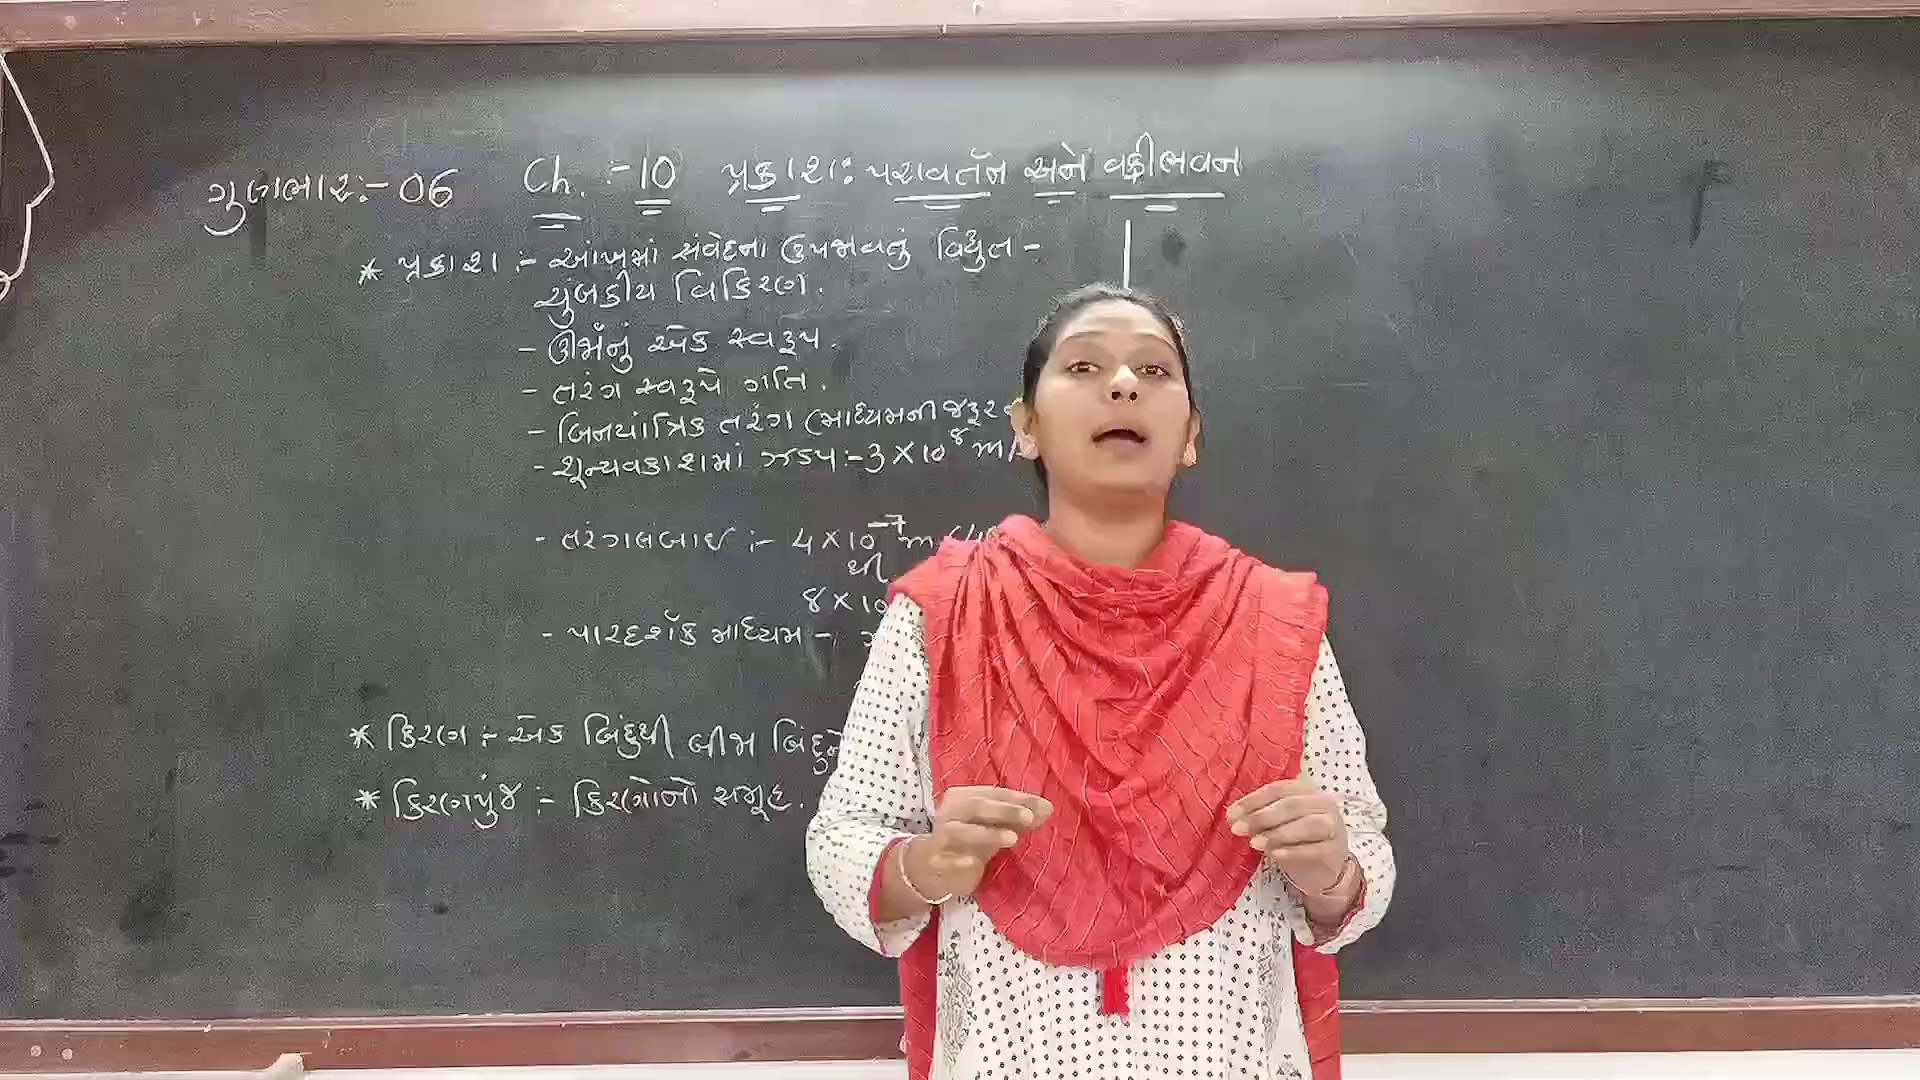 ગુણભાર:- 06 Ch. :- 10 પ્રકાશ: પરાવર્તન અને વક્રીભવન
* પ્રકાશ :- આંખમાં સંવેદના ઉપજાવતું વિદ્યુત -
ચુંબકીય વિકિરણ.
- ઊર્જાનું એક સ્વરૂપ.
- તરંગ સ્વરૂપે ગતિ.
- બિનયાંત્રિક તરંગ (માધ્યમની જરૂર
- શૂન્યવકાશમાં ઝડપ :- 3 × 10⁸ m/
- તરંગલંબાઈ :- 4 × 10⁻⁷ m
થી
8 × 10
- પારદર્શક માધ્યમ -
* કિરણ :- એક બિંદુથી બીજા બિંદુને
* કિરણપુંજ :- કિરણોનો સમૂહ.